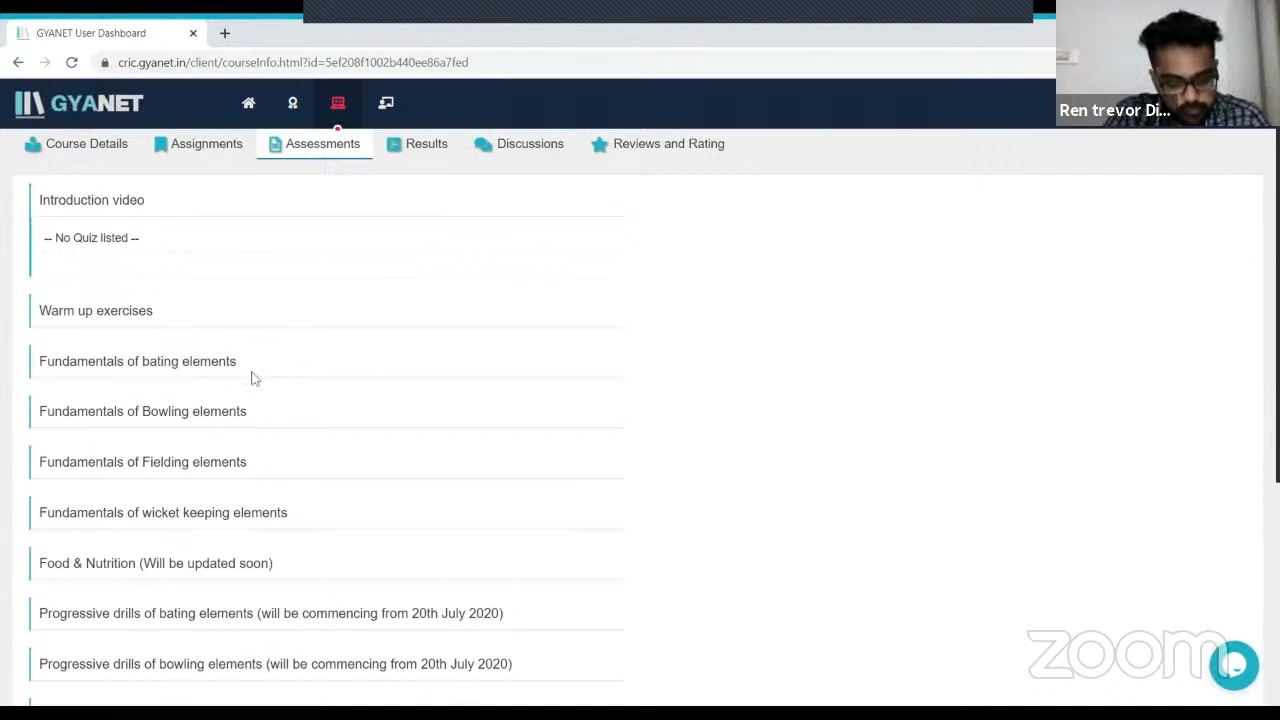 GYANET User Dashboard
cric.gyanet.in/client/courseInfo.html?id=5ef208f1002b440ee86a7fed
GYANET
Ren trevor Di...
Course Details
Assignments
Assessments
Results
Discussions
Reviews and Rating
Introduction video
-- No Quiz listed --
Warm up exercises
Fundamentals of bating elements
Fundamentals of Bowling elements
Fundamentals of Fielding elements
Fundamentals of wicket keeping elements
Food & Nutrition (Will be updated soon)
Progressive drills of bating elements (will be commencing from 20th July 2020)
Progressive drills of bowling elements (will be commencing from 20th July 2020)
zoom